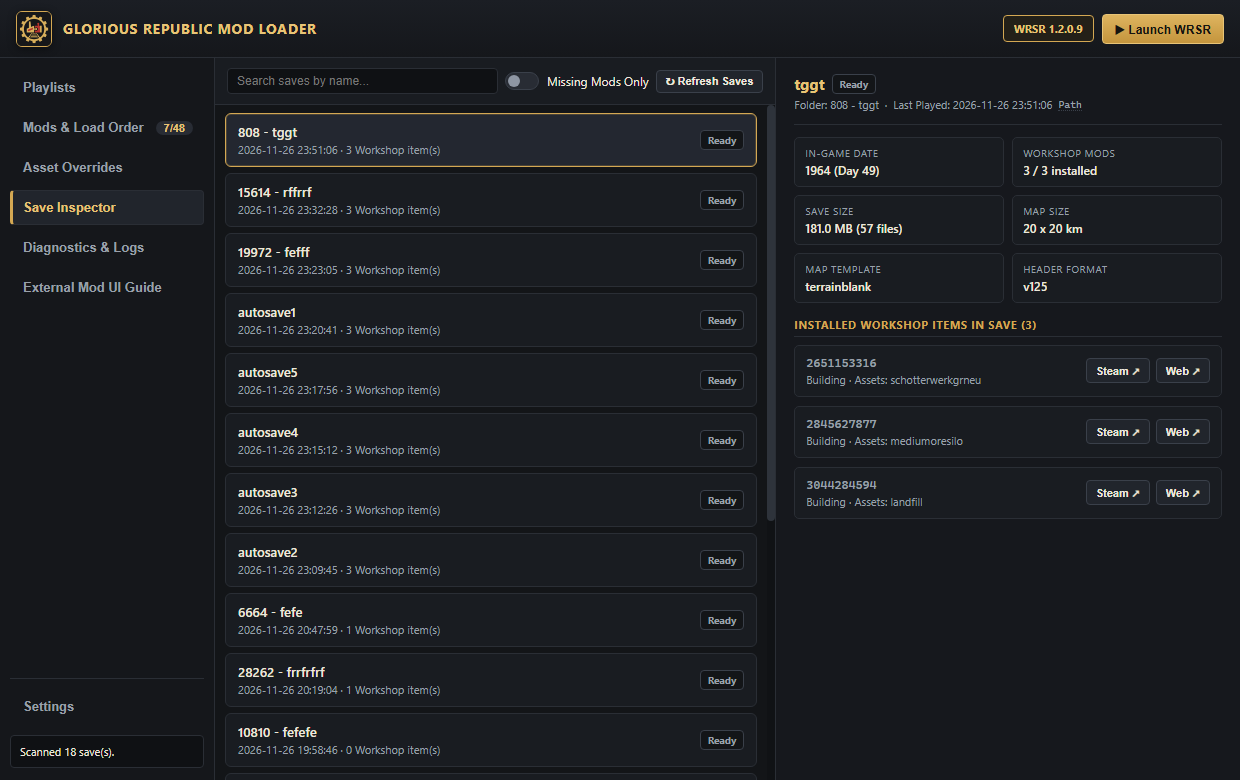 GLORIOUS REPUBLIC MOD LOADER
WRSR 1.2.0.9
▶ Launch WRSR
Playlists
Mods & Load Order 7/48
Asset Overrides
Save Inspector
Diagnostics & Logs
External Mod UI Guide
Settings
Scanned 18 save(s).
Search saves by name...
Missing Mods Only
↻ Refresh Saves
808 - tggt
2026-11-26 23:51:06 · 3 Workshop item(s)
Ready
15614 - rffrrf
2026-11-26 23:32:28 · 3 Workshop item(s)
Ready
19972 - fefff
2026-11-26 23:23:05 · 3 Workshop item(s)
Ready
autosave1
2026-11-26 23:20:41 · 3 Workshop item(s)
Ready
autosave5
2026-11-26 23:17:56 · 3 Workshop item(s)
Ready
autosave4
2026-11-26 23:15:12 · 3 Workshop item(s)
Ready
autosave3
2026-11-26 23:12:26 · 3 Workshop item(s)
Ready
autosave2
2026-11-26 23:09:45 · 3 Workshop item(s)
Ready
6664 - fefe
2026-11-26 20:47:59 · 1 Workshop item(s)
Ready
28262 - frrfrfrf
2026-11-26 20:19:04 · 1 Workshop item(s)
Ready
10810 - fefefe
2026-11-26 19:58:46 · 0 Workshop item(s)
Ready
tggt Ready
Folder: 808 - tggt · Last Played: 2026-11-26 23:51:06 Path
IN-GAME DATE
1964 (Day 49)
WORKSHOP MODS
3 / 3 installed
SAVE SIZE
181.0 MB (57 files)
MAP SIZE
20 x 20 km
MAP TEMPLATE
terrainblank
HEADER FORMAT
v125
INSTALLED WORKSHOP ITEMS IN SAVE (3)
2651153316
Building · Assets: schotterwerkgrneu
Steam ↗
Web ↗
2845627877
Building · Assets: mediumoresilo
Steam ↗
Web ↗
3044284594
Building · Assets: landfill
Steam ↗
Web ↗